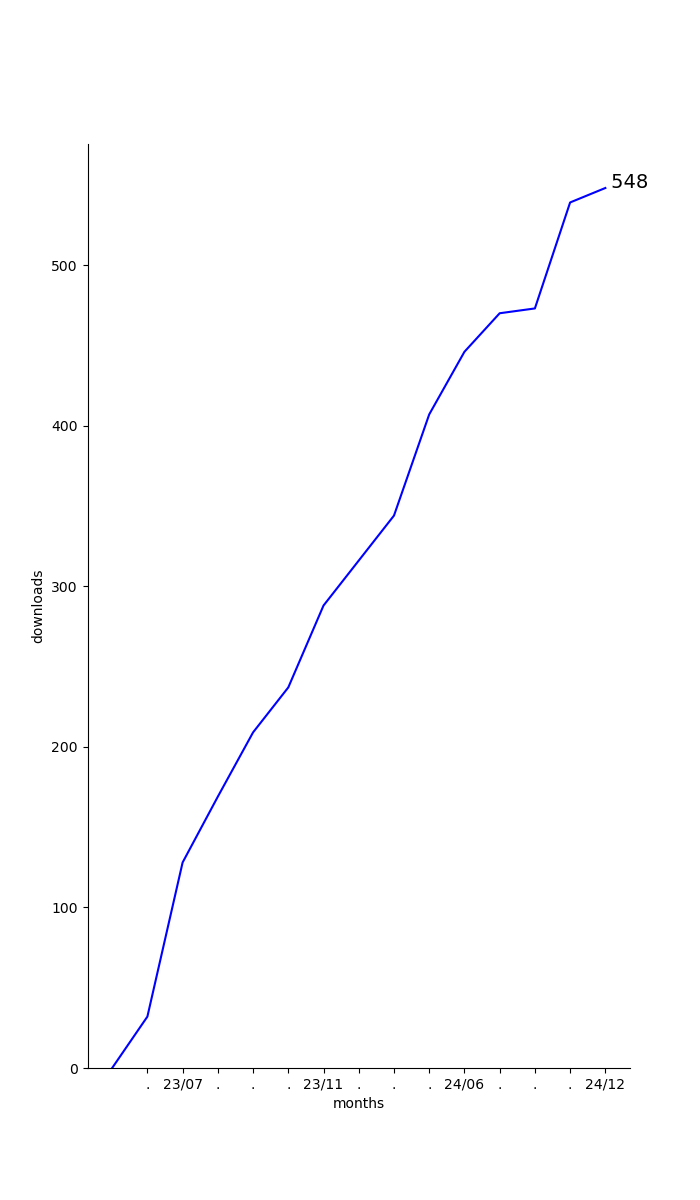 548
500
400
300
200
100
0
downloads
. 23/07 . . . 23/11 . . . 24/06 . . . 24/12
months